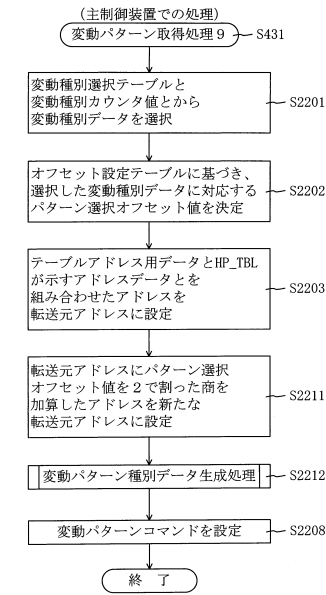 (主制御装置での処理)
変動パターン取得処理9
S431
変動種別選択テーブルと
変動種別カウンタ値とから
変動種別データを選択
S2201
オフセット設定テーブルに基づき、
選択した変動種別データに対応する
パターン選択オフセット値を決定
S2202
テーブルアドレス用データとHP_TBL
が示すアドレスデータとを
組み合わせたアドレスを
転送元アドレスに設定
S2203
転送元アドレスにパターン選択
オフセット値を2で割った商を
加算したアドレスを新たな
転送元アドレスに設定
S2211
変動パターン種別データ生成処理
S2212
変動パターンコマンドを設定
S2208
終 了